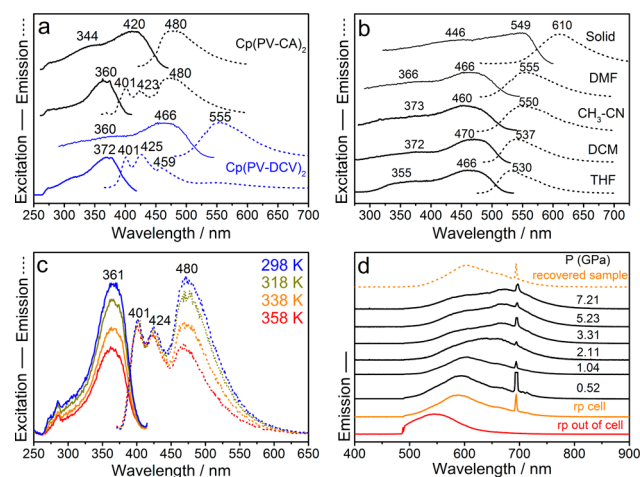 a
344
420
480
Cp(PV-CA)₂
360
401
423
480
360
466
555
Cp(PV-DCV)₂
372
401
425
459
Excitation — Emission ----
250 300 350 400 450 500 550 600 650 700
Wavelength / nm
b
446
549
610
Solid
366
466
555
DMF
373
460
550
CH₃-CN
372
470
537
DCM
355
466
530
THF
Excitation — Emission ----
300 350 400 450 500 550 600 650 700 725
Wavelength / nm
c
361
401
424
480
298 K
318 K
338 K
358 K
Excitation — Emission ----
250 300 350 400 450 500 550 600 650
Wavelength / nm
d
P (GPa)
recovered sample
7.21
5.23
3.31
2.11
1.04
0.52
rp cell
rp out of cell
Emission —
400 500 600 700 800 900
Wavelength / nm